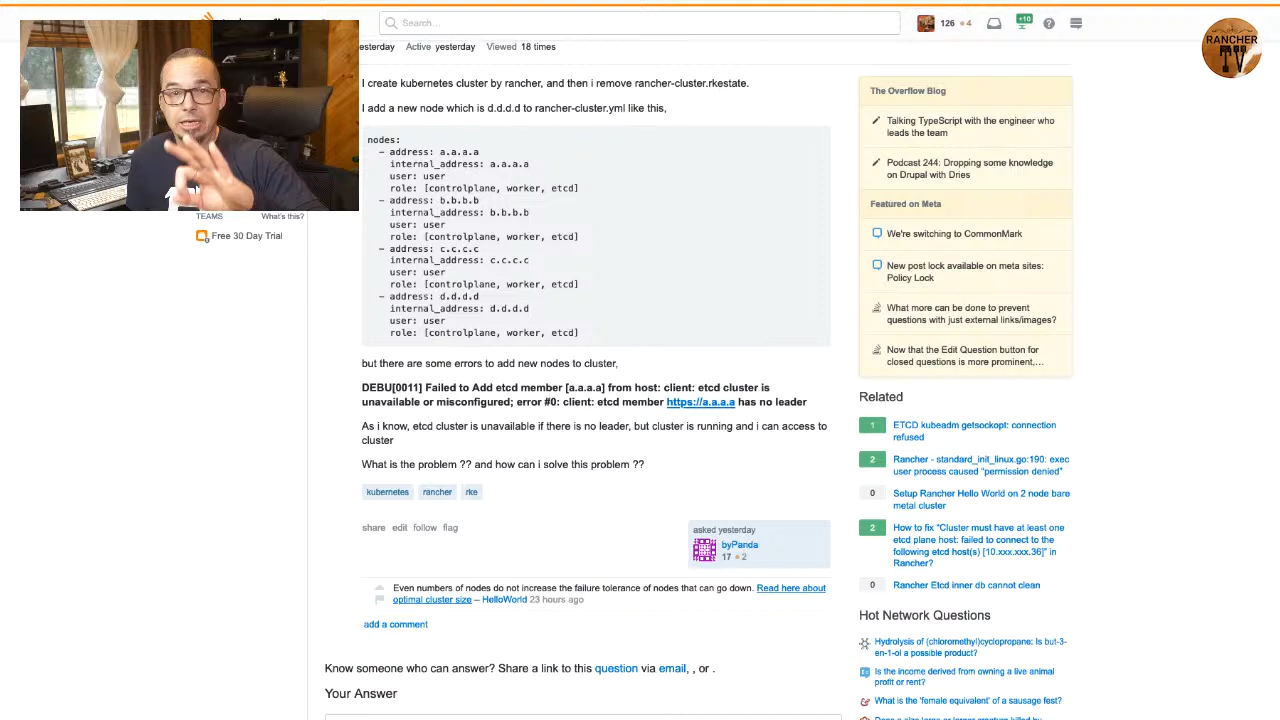 Search...
126 4
+10
RANCHER
TV
yesterday Active yesterday Viewed 18 times
I create kubernetes cluster by rancher, and then i remove rancher-cluster.rkestate.
I add a new node which is d.d.d.d to rancher-cluster.yml like this,
nodes:
- address: a.a.a.a
internal_address: a.a.a.a
user: user
role: [controlplane, worker, etcd]
- address: b.b.b.b
internal_address: b.b.b.b
user: user
role: [controlplane, worker, etcd]
- address: c.c.c.c
internal_address: c.c.c.c
user: user
role: [controlplane, worker, etcd]
- address: d.d.d.d
internal_address: d.d.d.d
user: user
role: [controlplane, worker, etcd]
but there are some errors to add new nodes to cluster,
DEBU[0011] Failed to Add etcd member [a.a.a.a] from host: client: etcd cluster is
unavailable or misconfigured; error #0: client: etcd member https://a.a.a.a has no leader
As i know, etcd cluster is unavailable if there is no leader, but cluster is running and i can access to
cluster
What is the problem ?? and how can i solve this problem ??
kubernetes rancher rke
share edit follow flag
asked yesterday
byPanda
17 2
Even numbers of nodes do not increase the failure tolerance of nodes that can go down. Read here about
optimal cluster size – HelloWorld 23 hours ago
add a comment
Know someone who can answer? Share a link to this question via email, , or .
Your Answer
TEAMS What's this?
Free 30 Day Trial
The Overflow Blog
Talking TypeScript with the engineer who
leads the team
Podcast 244: Dropping some knowledge
on Drupal with Dries
Featured on Meta
We're switching to CommonMark
New post lock available on meta sites:
Policy Lock
What more can be done to prevent
questions with just external links/images?
Now that the Edit Question button for
closed questions is more prominent,...
Related
1 ETCD kubeadm getsockopt: connection
refused
2 Rancher - standard_init_linux.go:190: exec
user process caused "permission denied"
0 Setup Rancher Hello World on 2 node bare
metal cluster
2 How to fix "Cluster must have at least one
etcd plane host: failed to connect to the
following etcd host(s) [10.xxx.xxx.36]" in
Rancher?
0 Rancher Etcd inner db cannot clean
Hot Network Questions
Hydrolysis of (chloromethyl)cyclopropane: Is but-3-
en-1-ol a possible product?
Is the income derived from owning a live animal
profit or rent?
What is the 'female equivalent' of a sausage fest?